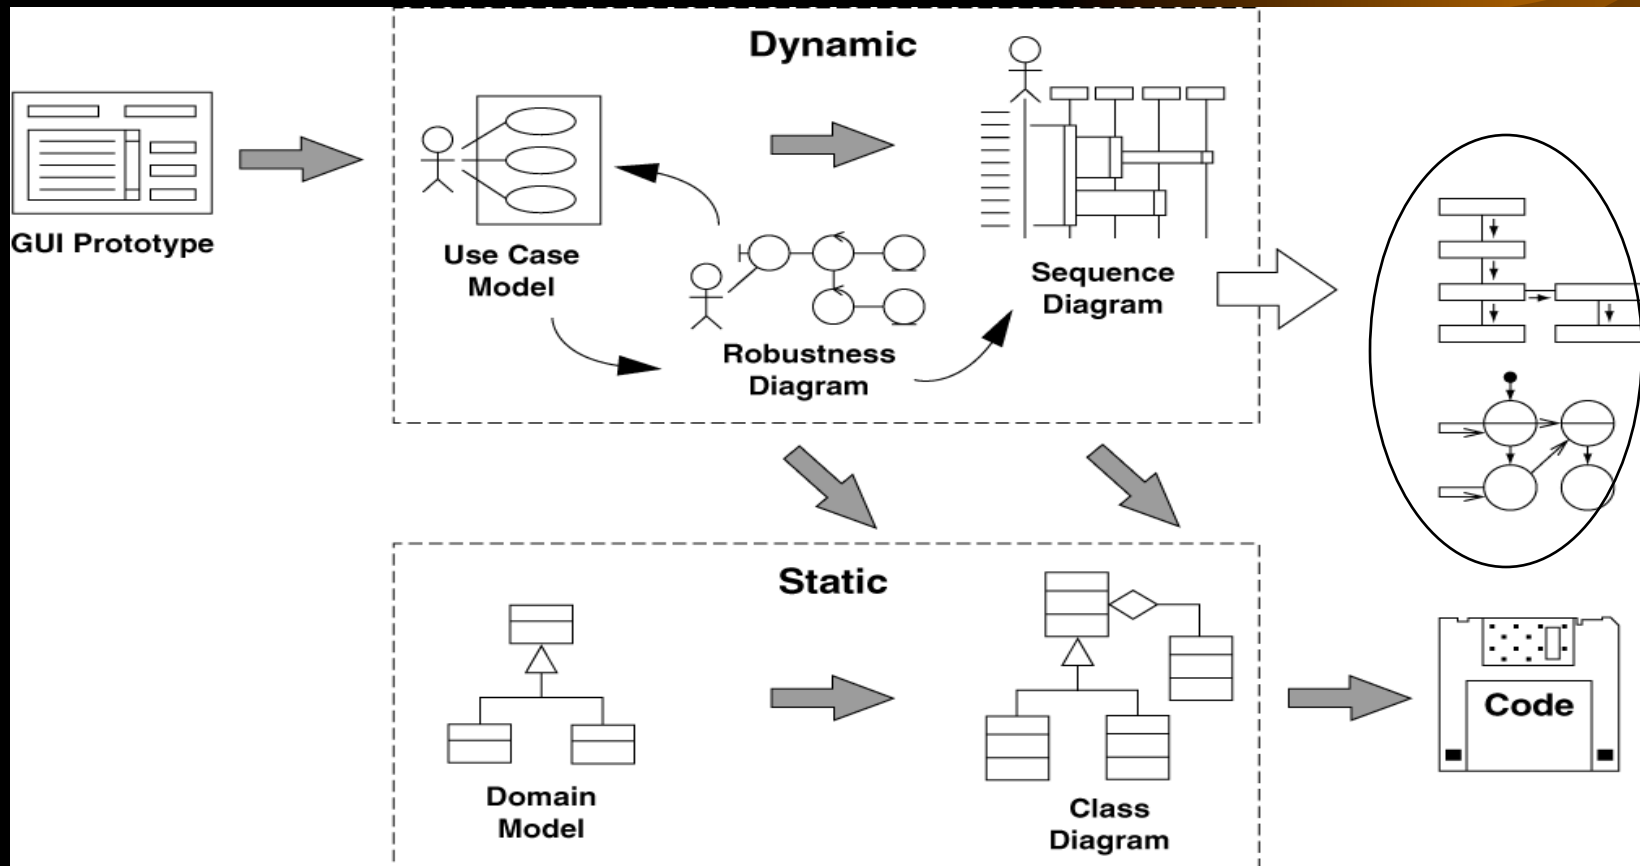 Dynamic
GUI Prototype
Use Case
Model
Sequence
Diagram
Robustness
Diagram
Static
Code
Domain
Model
Class
Diagram